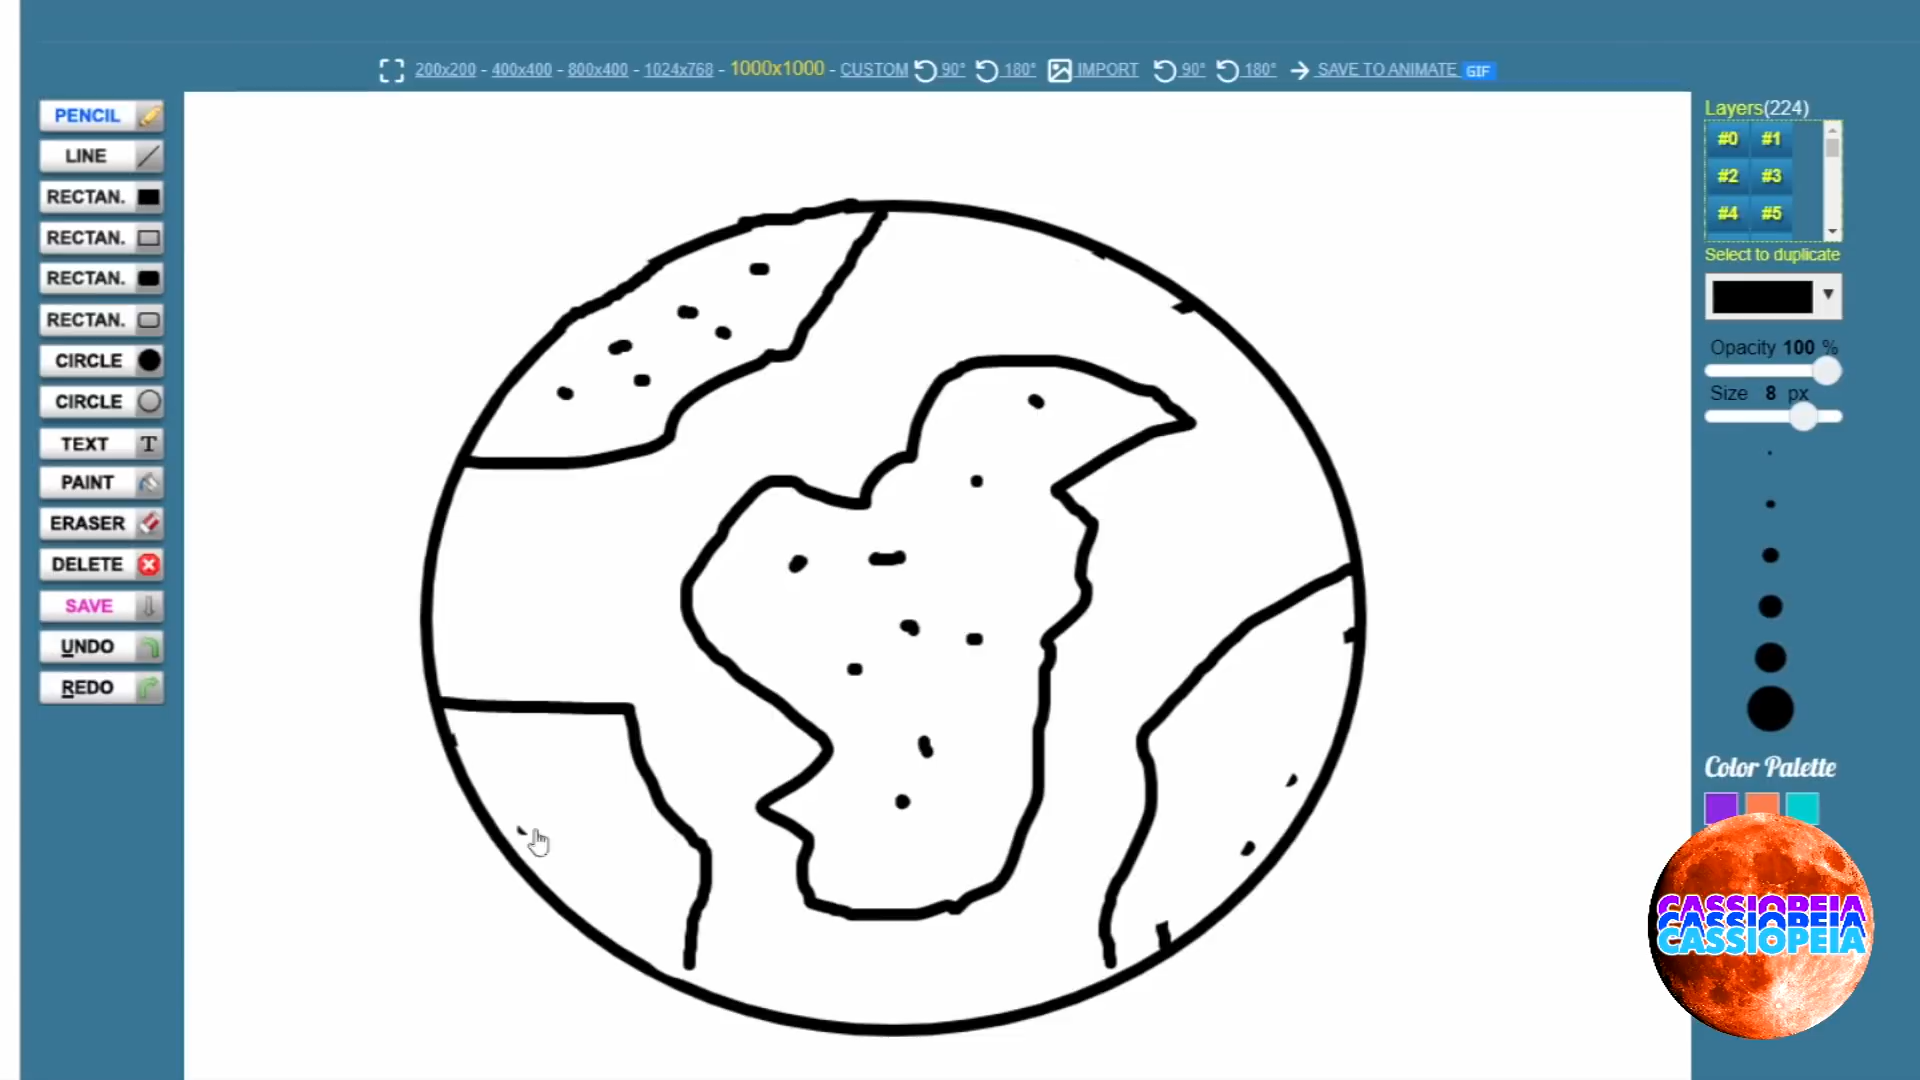 200x200 - 400x400 - 800x400 - 1024x768 - 1000x1000 - CUSTOM 90° 180° IMPORT 90° 180° SAVE TO ANIMATE GIF
PENCIL
LINE
RECTAN.
RECTAN.
RECTAN.
RECTAN.
CIRCLE
CIRCLE
TEXT T
PAINT
ERASER
DELETE
SAVE
UNDO
REDO
Layers(224)
#0 #1
#2 #3
#4 #5
Select to duplicate
Opacity 100 %
Size 8 px
Color Palette
CASSIOPEIA
CASSIOPEIA
CASSIOPEIA